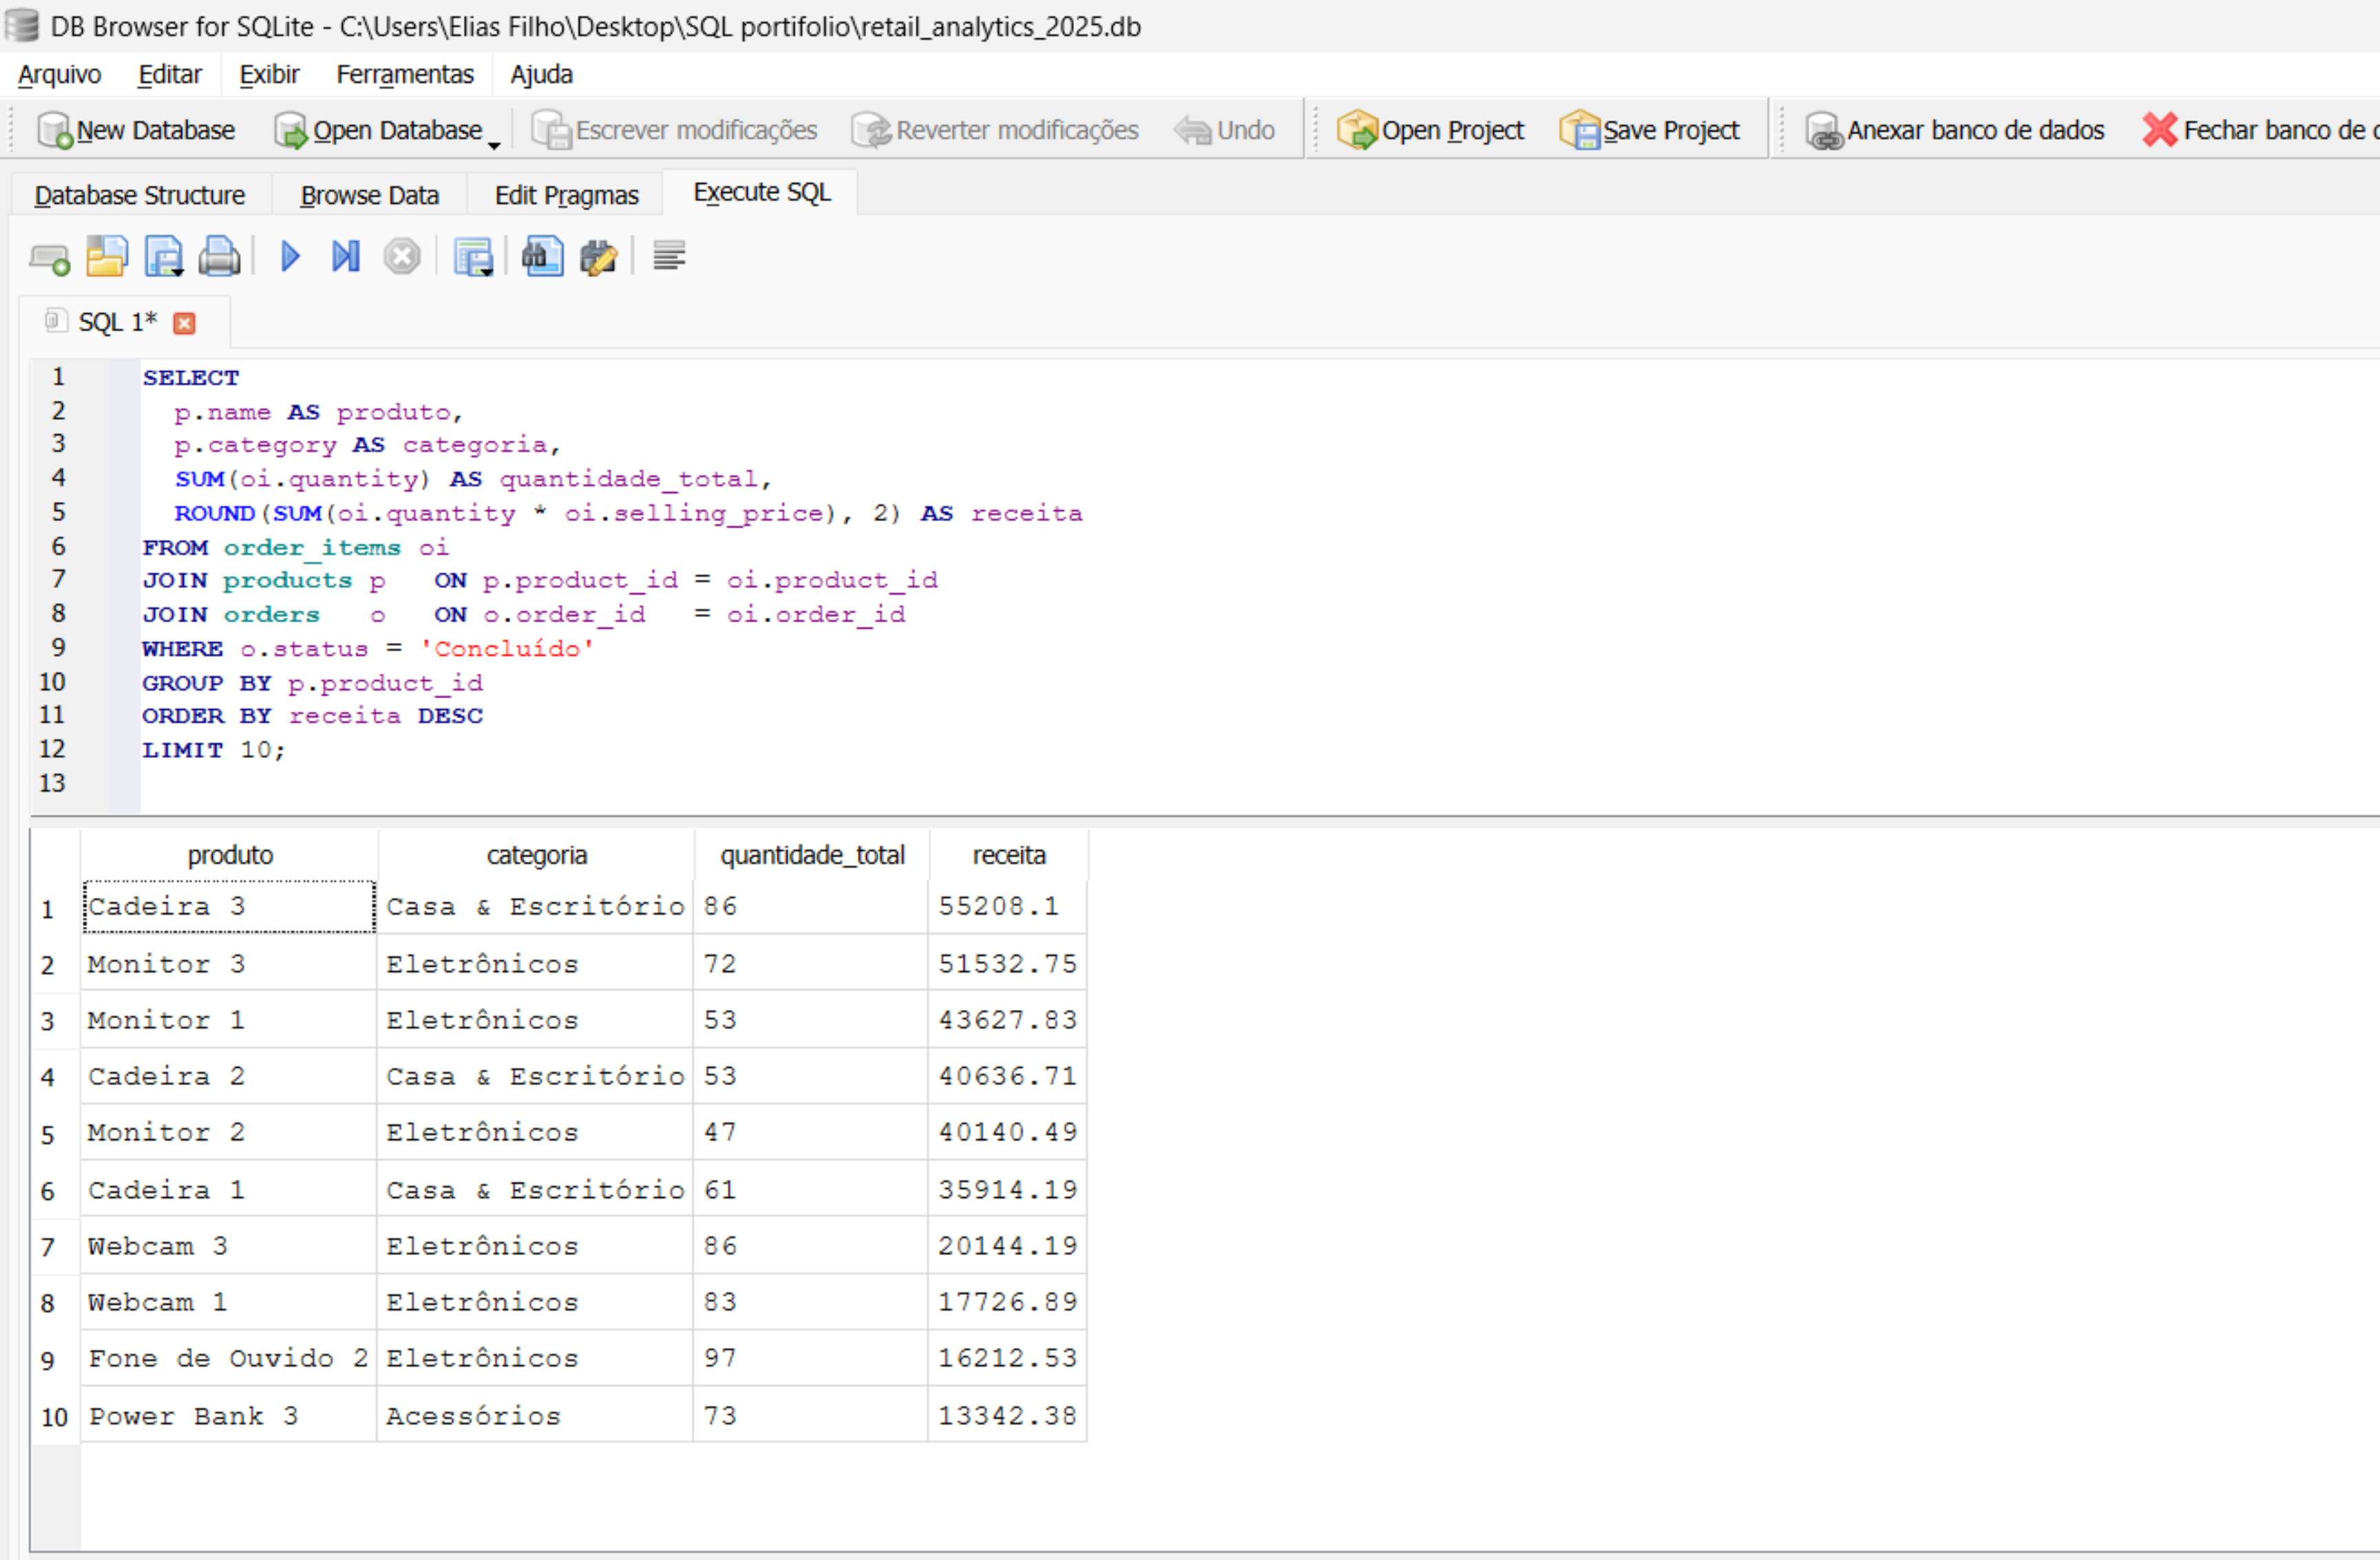 DB Browser for SQLite - C:\Users\Elias Filho\Desktop\SQL portifolio\retail_analytics_2025.db
Arquivo Editar Exibir Ferramentas Ajuda
New Database Open Database Escrever modificações Reverter modificações Undo Open Project Save Project Anexar banco de dados Fechar banco de
Database Structure Browse Data Edit Pragmas Execute SQL
SQL 1*
1 SELECT
2 p.name AS produto,
3 p.category AS categoria,
4 SUM(oi.quantity) AS quantidade_total,
5 ROUND(SUM(oi.quantity * oi.selling_price), 2) AS receita
6 FROM order_items oi
7 JOIN products p ON p.product_id = oi.product_id
8 JOIN orders o ON o.order_id = oi.order_id
9 WHERE o.status = 'Concluído'
10 GROUP BY p.product_id
11 ORDER BY receita DESC
12 LIMIT 10;
13
produto categoria quantidade_total receita
1 Cadeira 3 Casa & Escritório 86 55208.1
2 Monitor 3 Eletrônicos 72 51532.75
3 Monitor 1 Eletrônicos 53 43627.83
4 Cadeira 2 Casa & Escritório 53 40636.71
5 Monitor 2 Eletrônicos 47 40140.49
6 Cadeira 1 Casa & Escritório 61 35914.19
7 Webcam 3 Eletrônicos 86 20144.19
8 Webcam 1 Eletrônicos 83 17726.89
9 Fone de Ouvido 2 Eletrônicos 97 16212.53
10 Power Bank 3 Acessórios 73 13342.38